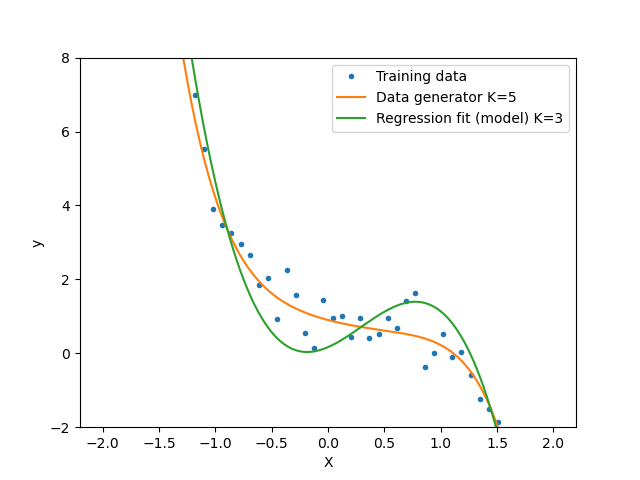 8
6
4
2
0
−2
y
Training data
Data generator K=5
Regression fit (model) K=3
−2.0 −1.5 −1.0 −0.5 0.0 0.5 1.0 1.5 2.0
X